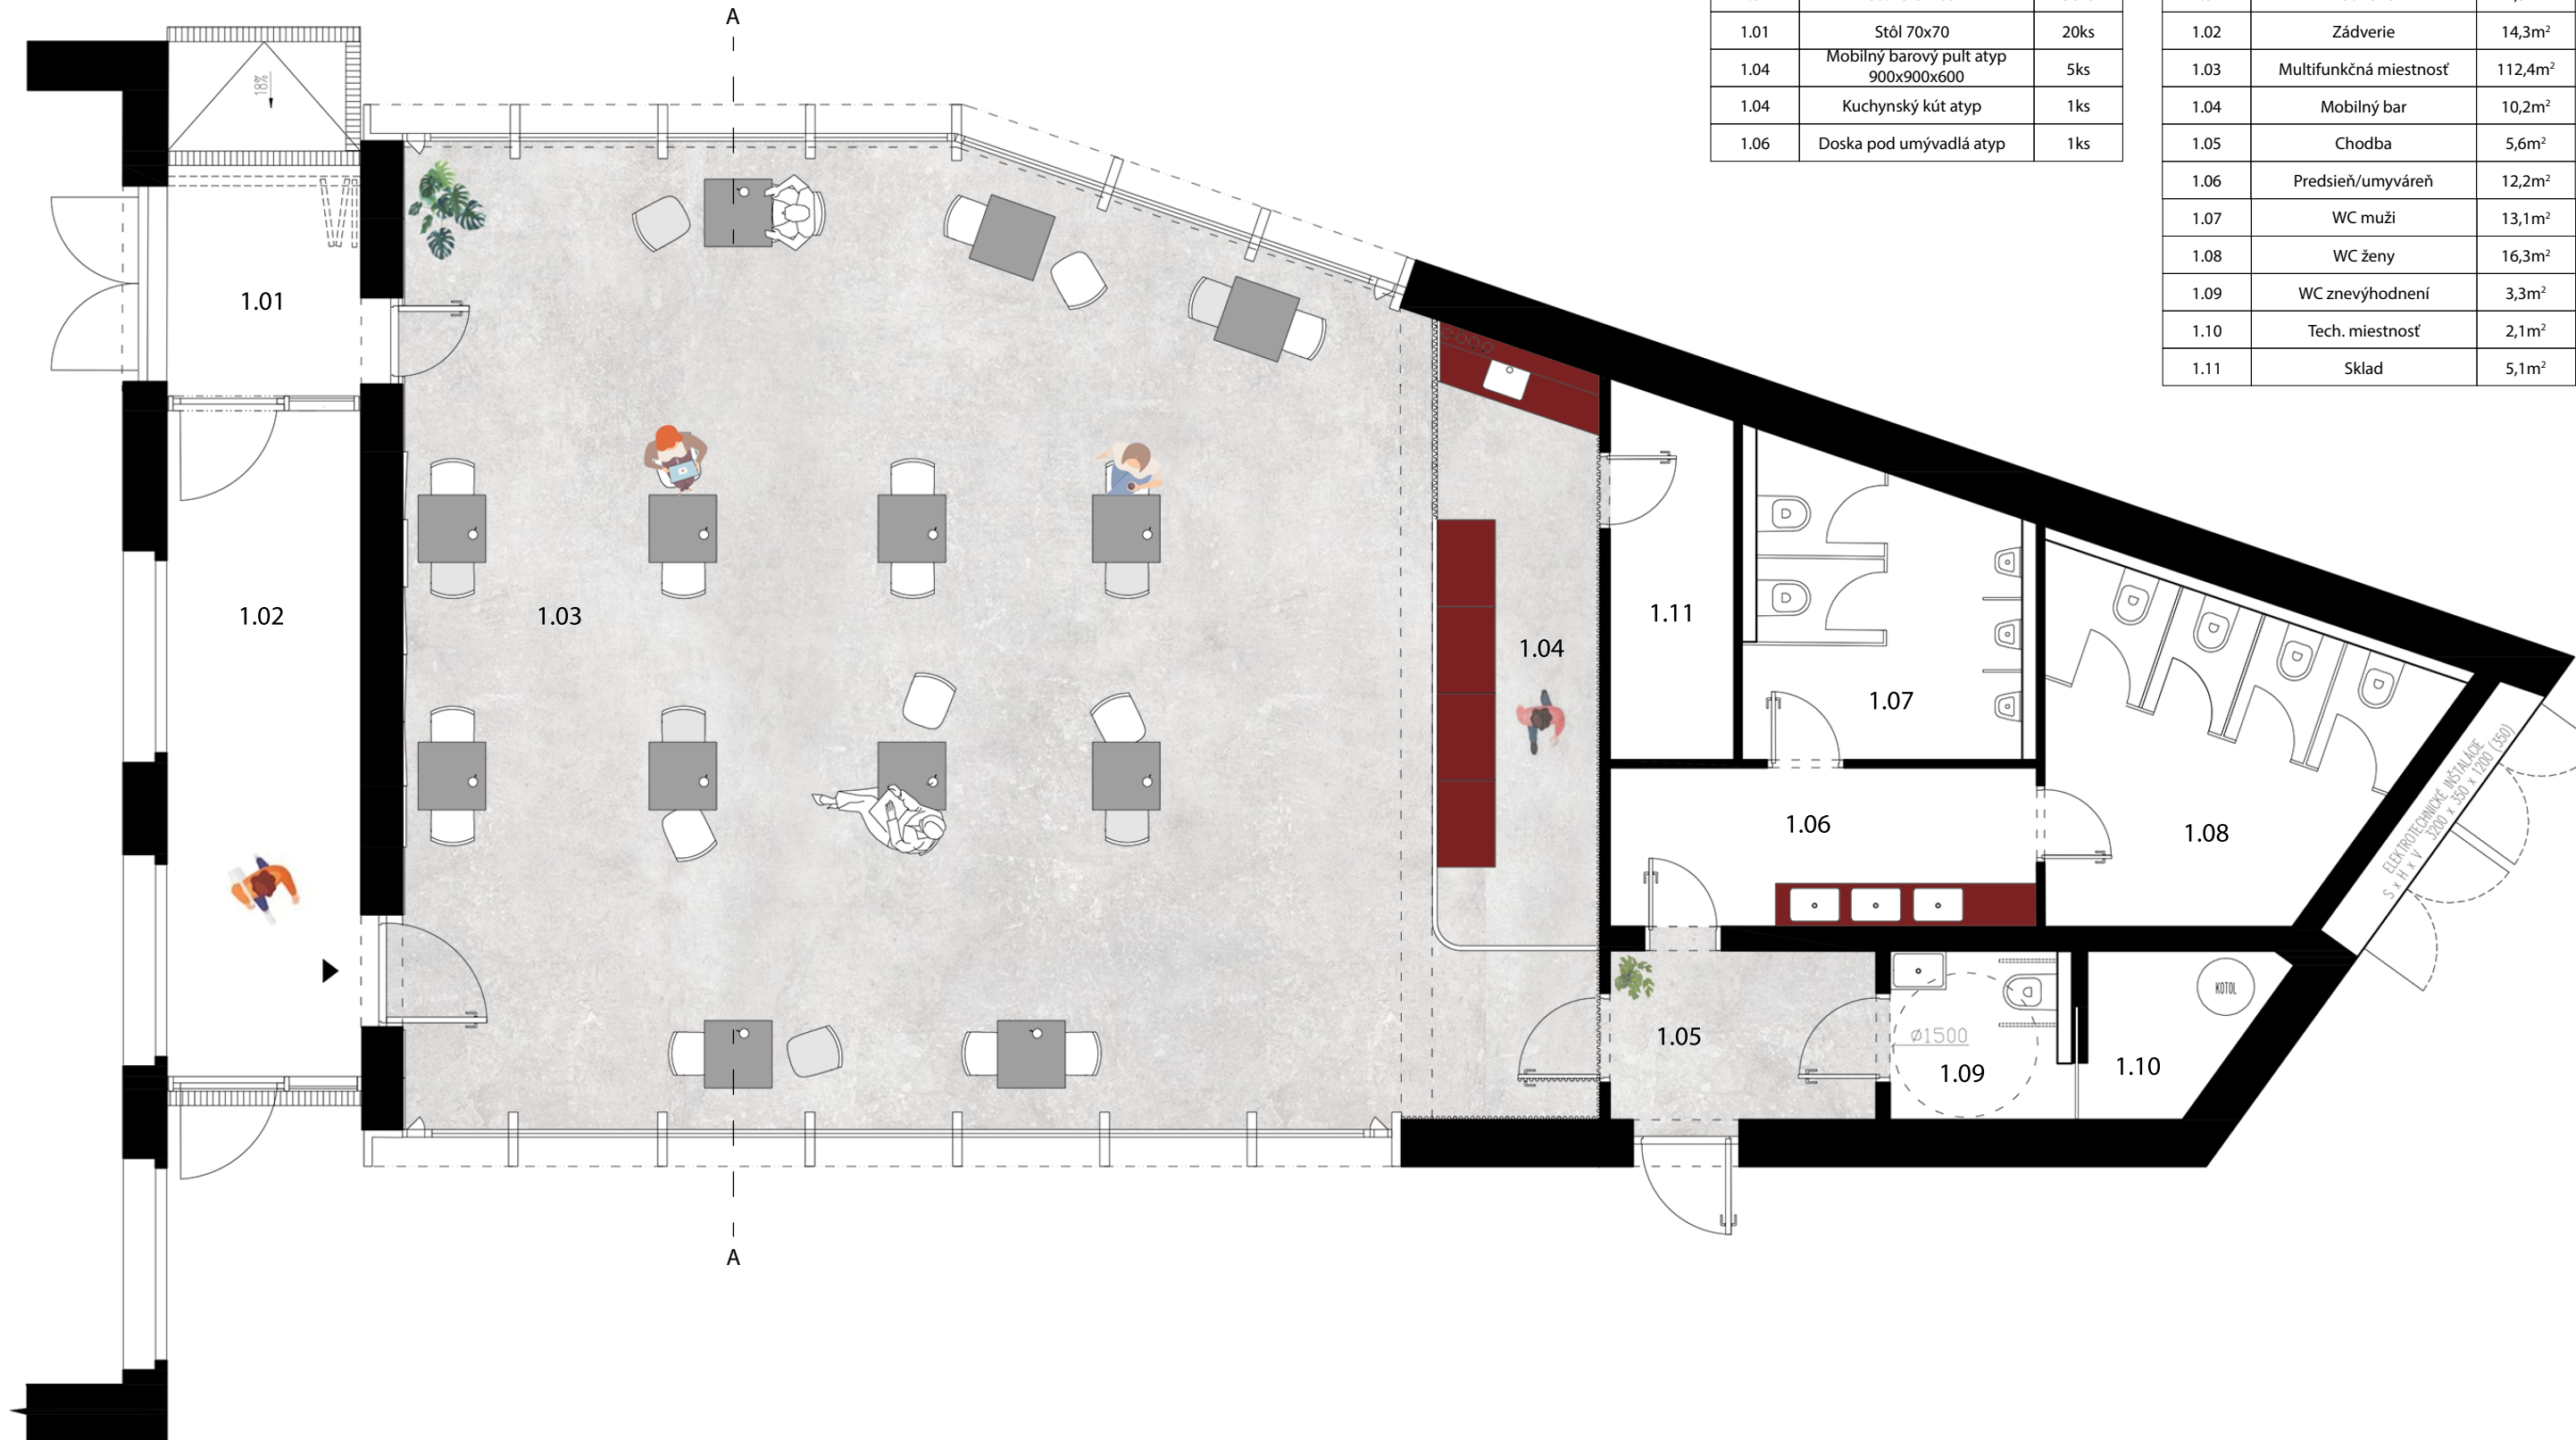 A
1.01 Stôl 70x70 20ks
1.04 Mobilný barový pult atyp 900x900x600 5ks
1.04 Kuchynský kút atyp 1ks
1.06 Doska pod umývadlá atyp 1ks
1.02 Zádverie 14,3m²
1.03 Multifunkčná miestnosť 112,4m²
1.04 Mobilný bar 10,2m²
1.05 Chodba 5,6m²
1.06 Predsieň/umyváreň 12,2m²
1.07 WC muži 13,1m²
1.08 WC ženy 16,3m²
1.09 WC znevýhodnení 3,3m²
1.10 Tech. miestnosť 2,1m²
1.11 Sklad 5,1m²
18%
1.01
1.02
1.03
1.04
1.11
1.07
1.06
1.08
ELEKTROTECHNICKÉ INŠTALÁCIE
S x H x V 3200 x 350 x 1200 (350)
1.05
Ø1500
1.09
1.10
KOTOL
A